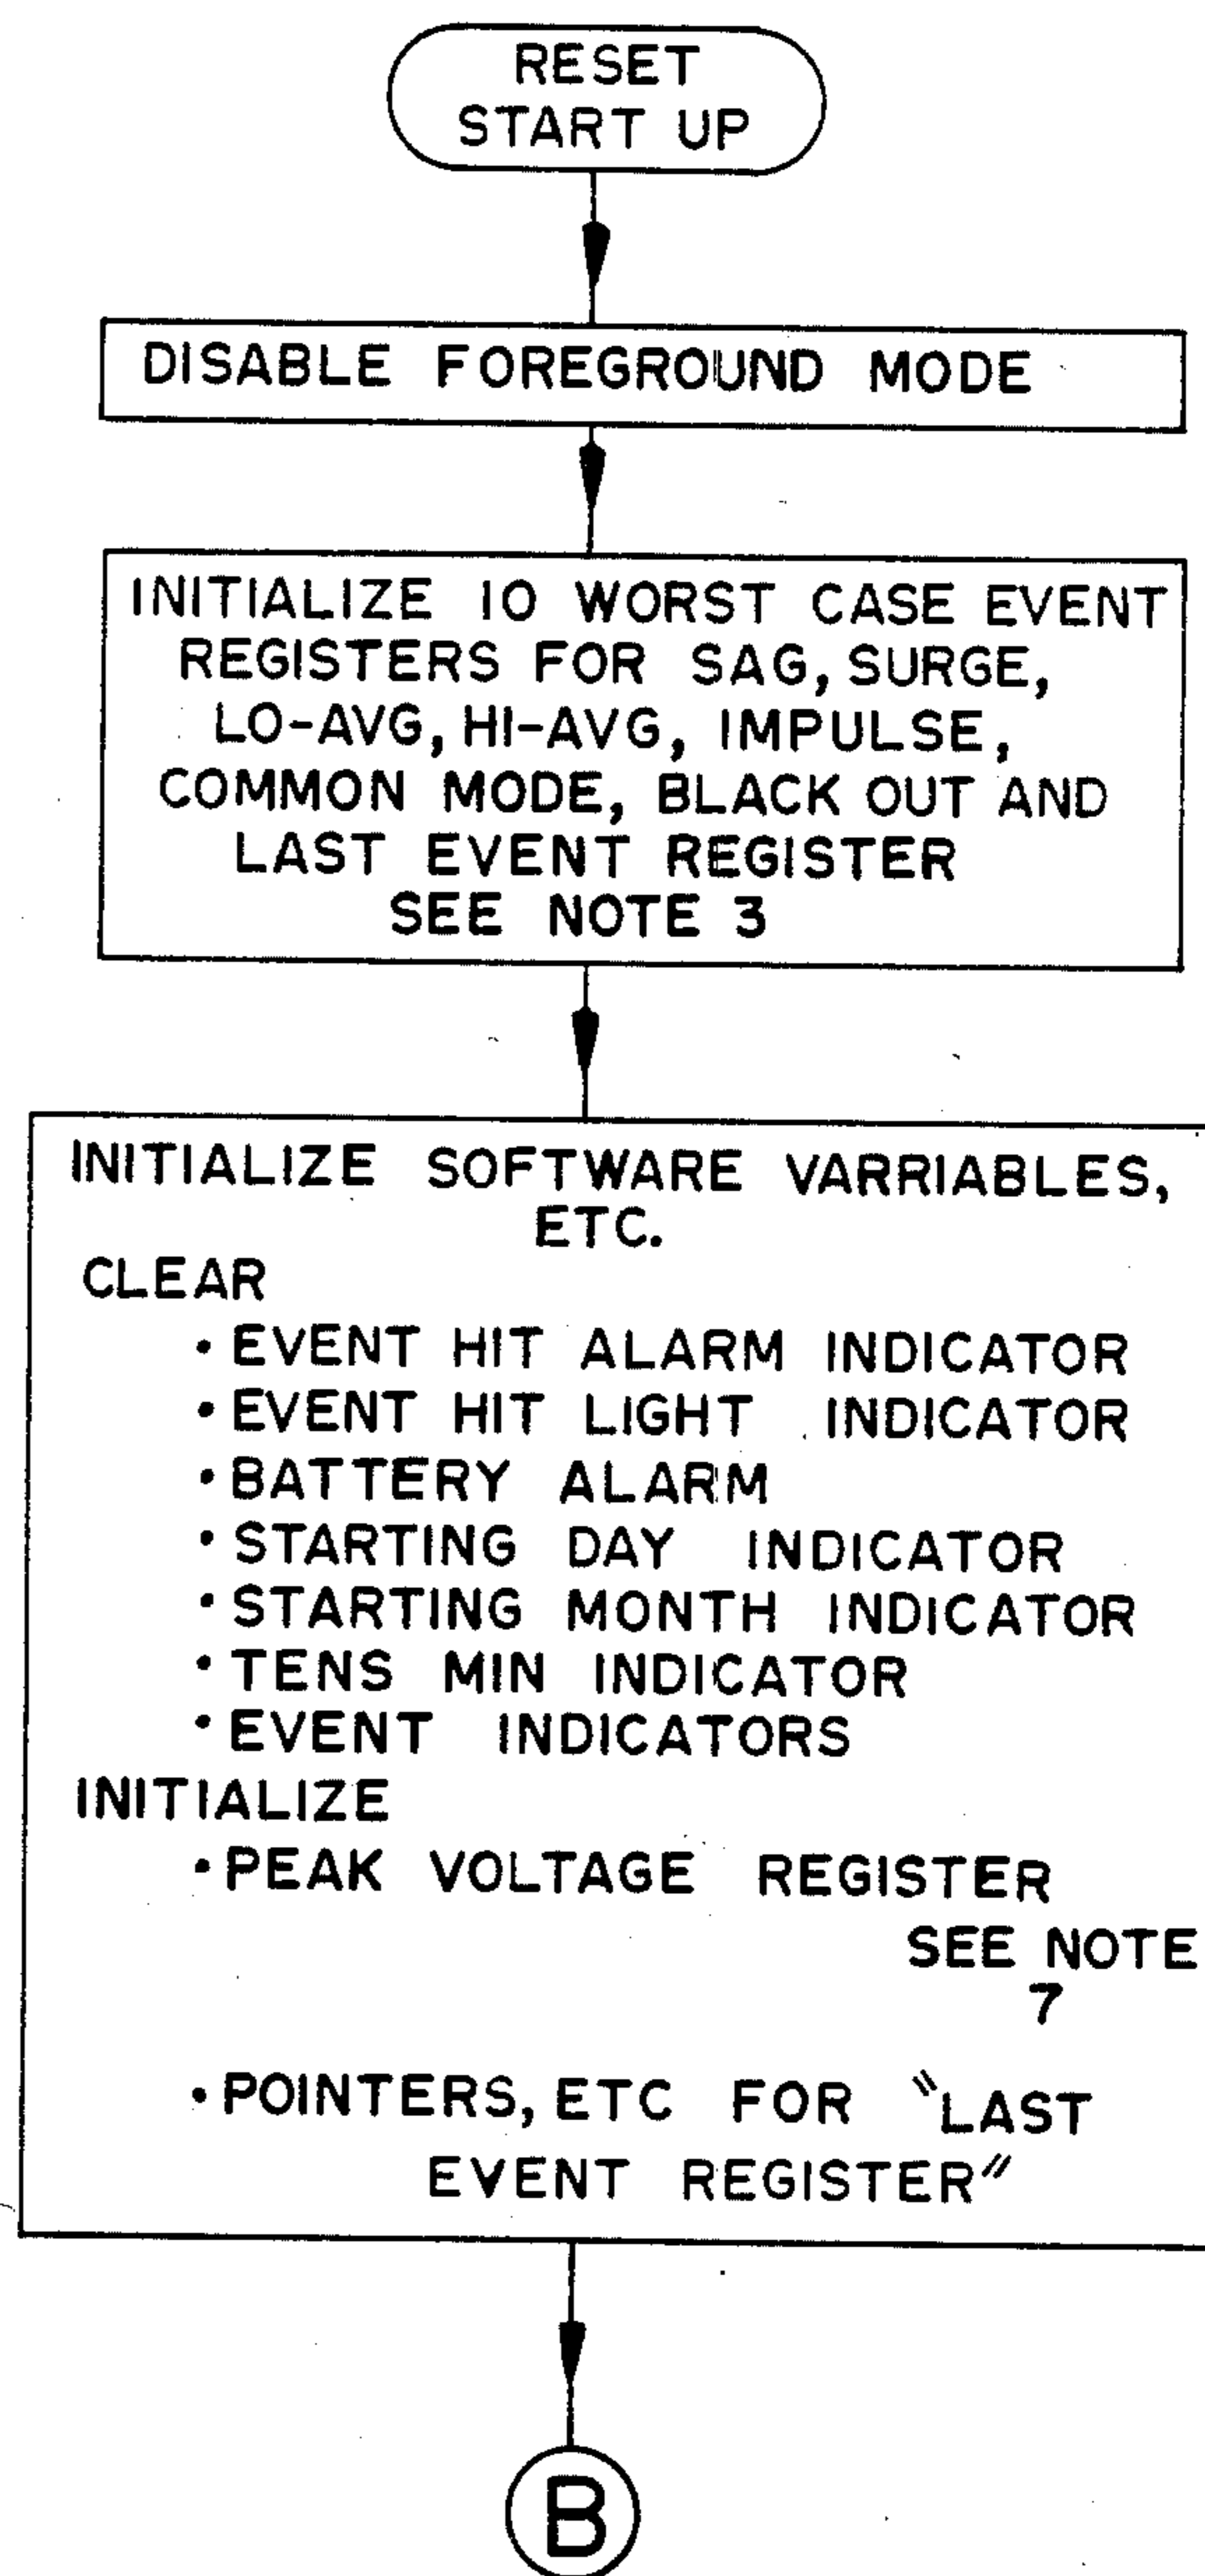 RESET
START UP
DISABLE FOREGROUND MODE
INITIALIZE 10 WORST CASE EVENT
REGISTERS FOR SAG, SURGE,
LO-AVG, HI-AVG, IMPULSE,
COMMON MODE, BLACK OUT AND
LAST EVENT REGISTER
SEE NOTE 3
INITIALIZE SOFTWARE VARRIABLES,
ETC.
CLEAR
• EVENT HIT ALARM INDICATOR
• EVENT HIT LIGHT INDICATOR
• BATTERY ALARM
• STARTING DAY INDICATOR
• STARTING MONTH INDICATOR
• TENS MIN INDICATOR
• EVENT INDICATORS
INITIALIZE
• PEAK VOLTAGE REGISTER
SEE NOTE
7
• POINTERS, ETC FOR "LAST
EVENT REGISTER"
B